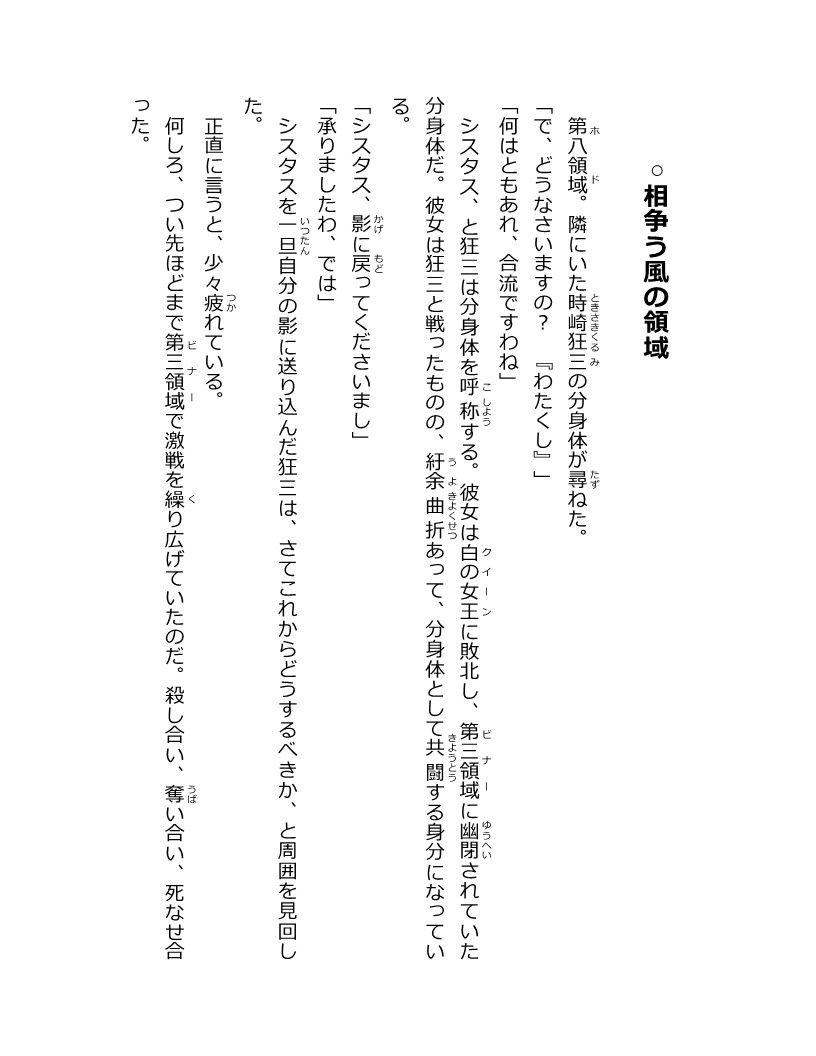 ○相争う風の領域
第八領域。隣にいた時崎狂三の分身体が尋ねた。
「で、どうなさいますの？　『わたくし』」
「何はともあれ、合流ですわね」
シスタス、と狂三は分身体を呼称する。彼女は白の女王に敗北し、第三領域に幽閉されていた
分身体だ。彼女は狂三と戦ったものの、紆余曲折あって、分身体として共闘する身分になってい
る。
「シスタス、影に戻ってくださいまし」
「承りましたわ、では」
シスタスを一旦自分の影に送り込んだ狂三は、さてこれからどうするべきか、と周囲を見回し
た。
正直に言うと、少々疲れている。
何しろ、つい先ほどまで第三領域で激戦を繰り広げていたのだ。殺し合い、奪い合い、死なせ合
った。